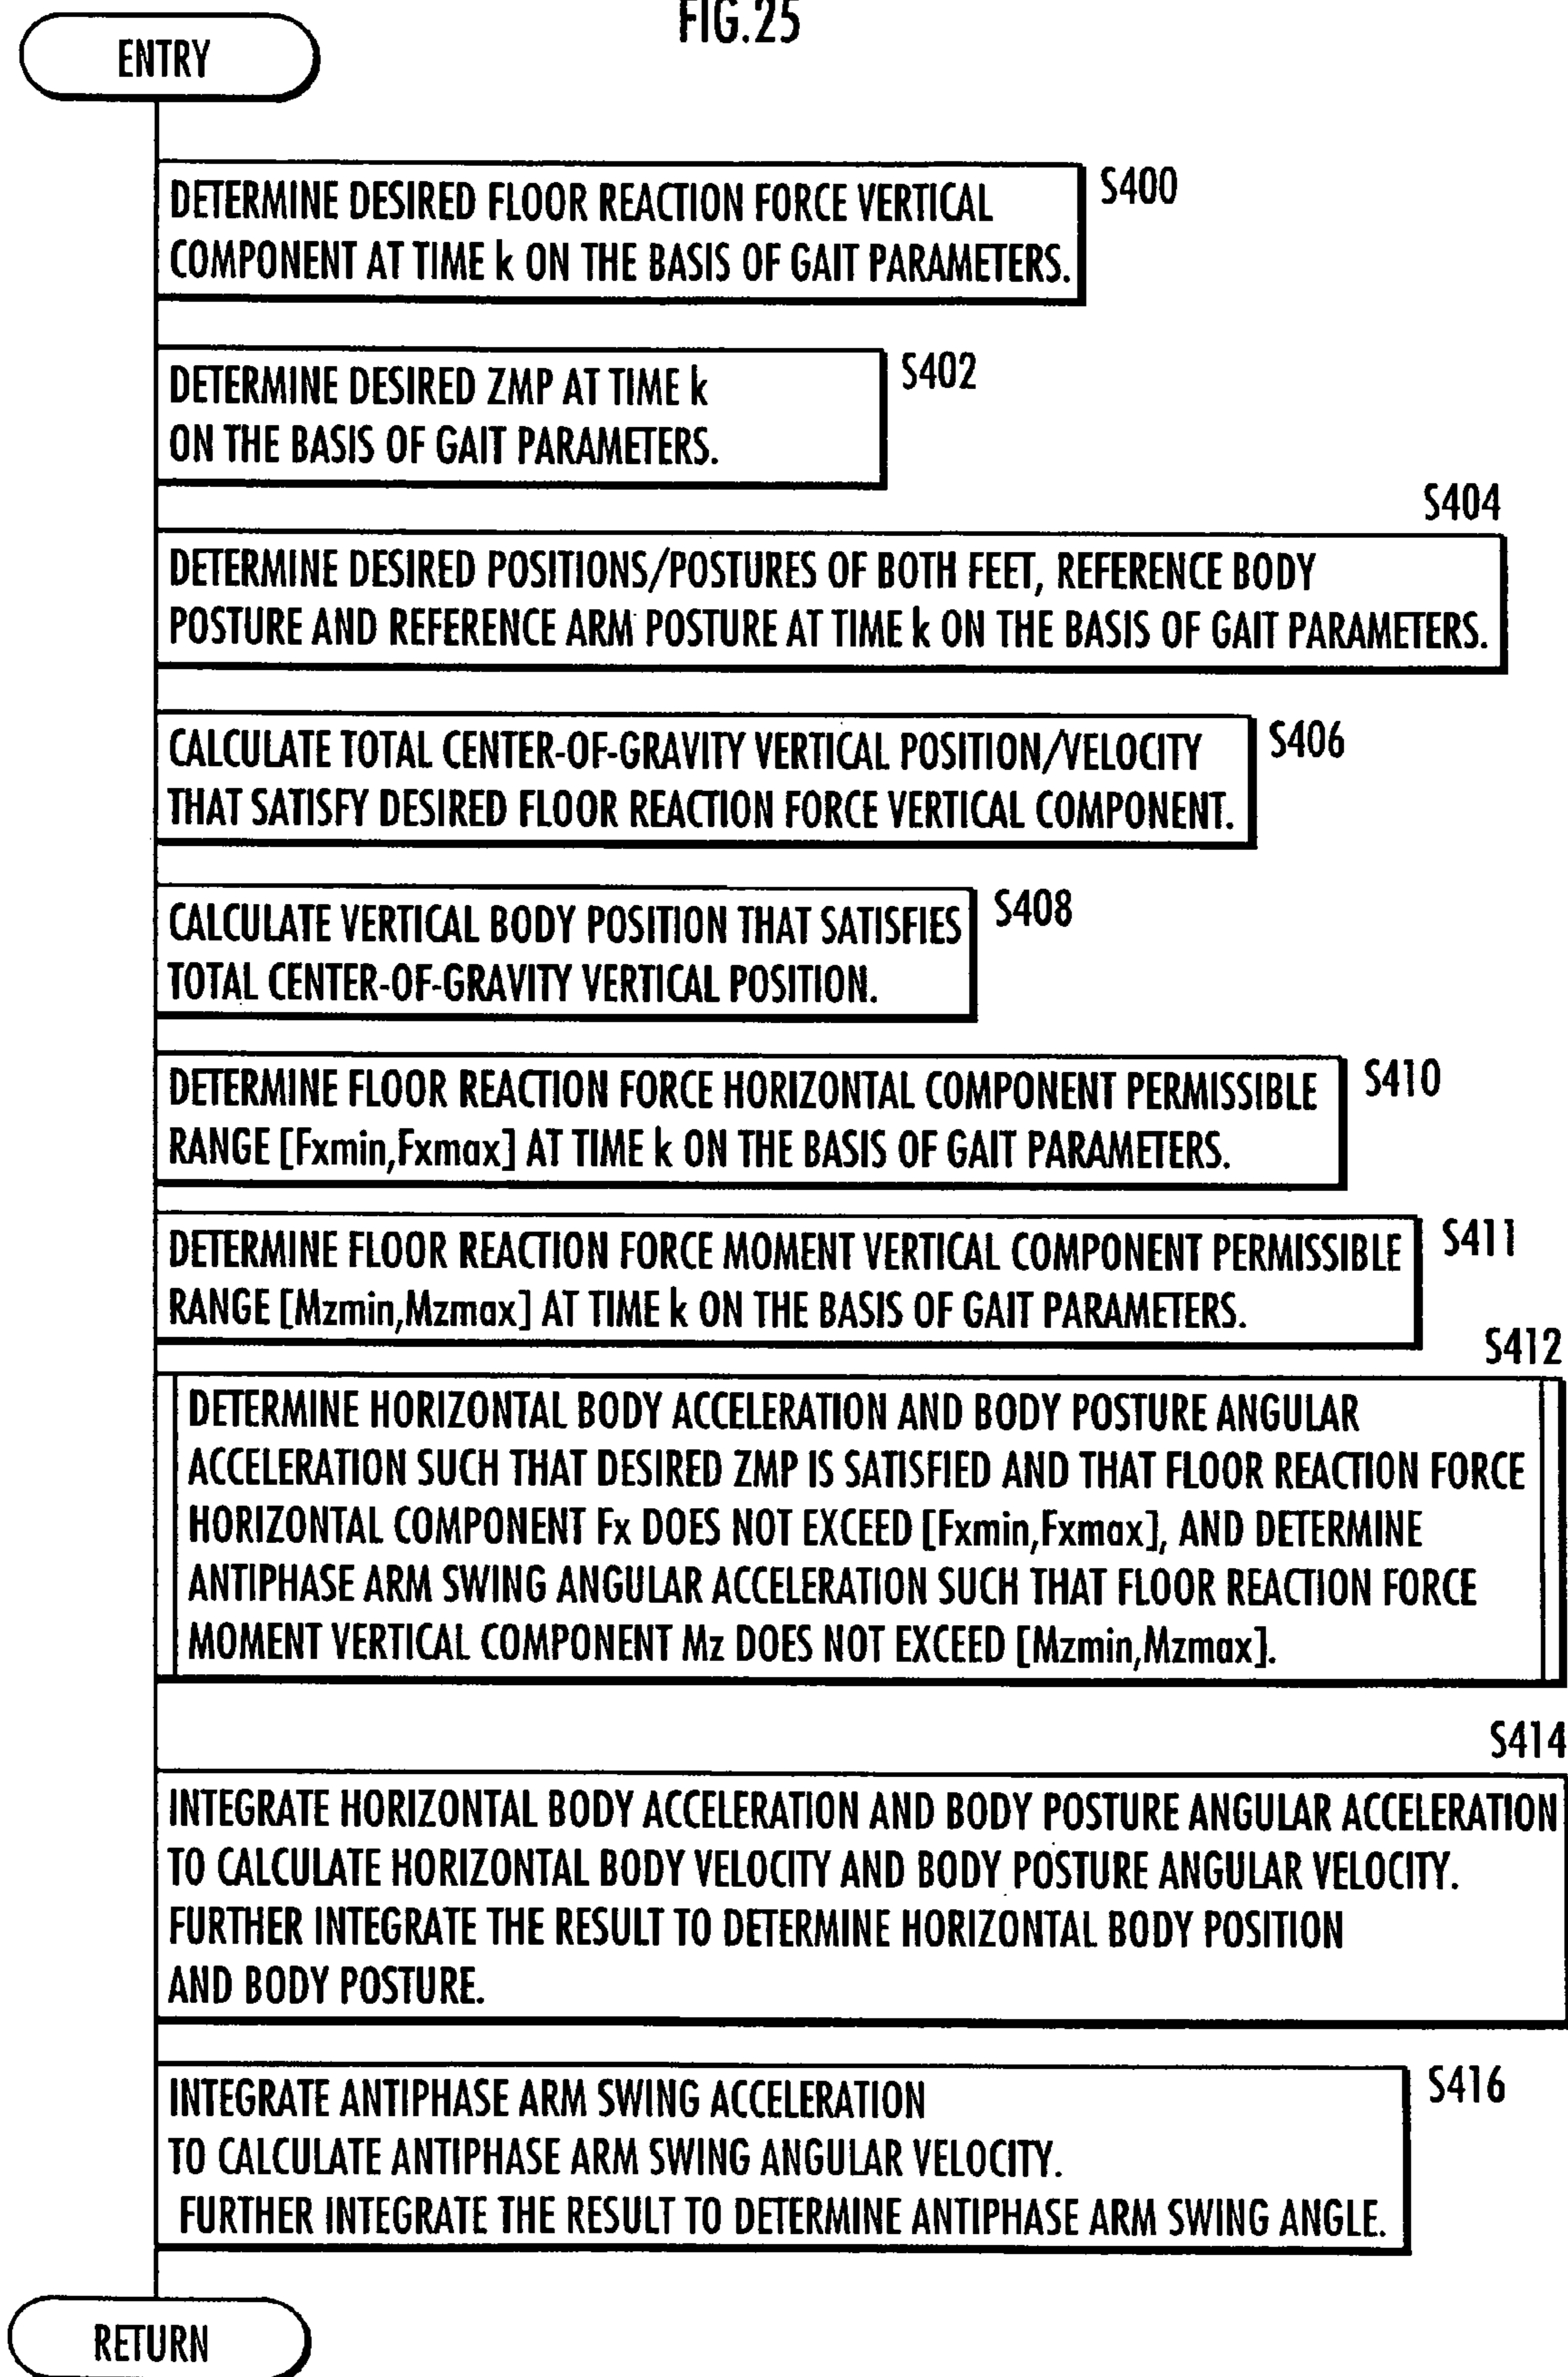 FIG.25
ENTRY
S400
DETERMINE DESIRED FLOOR REACTION FORCE VERTICAL
COMPONENT AT TIME k ON THE BASIS OF GAIT PARAMETERS.
S402
DETERMINE DESIRED ZMP AT TIME k
ON THE BASIS OF GAIT PARAMETERS.
S404
DETERMINE DESIRED POSITIONS/POSTURES OF BOTH FEET, REFERENCE BODY
POSTURE AND REFERENCE ARM POSTURE AT TIME k ON THE BASIS OF GAIT PARAMETERS.
S406
CALCULATE TOTAL CENTER-OF-GRAVITY VERTICAL POSITION/VELOCITY
THAT SATISFY DESIRED FLOOR REACTION FORCE VERTICAL COMPONENT.
S408
CALCULATE VERTICAL BODY POSITION THAT SATISFIES
TOTAL CENTER-OF-GRAVITY VERTICAL POSITION.
S410
DETERMINE FLOOR REACTION FORCE HORIZONTAL COMPONENT PERMISSIBLE
RANGE [Fxmin,Fxmax] AT TIME k ON THE BASIS OF GAIT PARAMETERS.
S411
DETERMINE FLOOR REACTION FORCE MOMENT VERTICAL COMPONENT PERMISSIBLE
RANGE [Mzmin,Mzmax] AT TIME k ON THE BASIS OF GAIT PARAMETERS.
S412
DETERMINE HORIZONTAL BODY ACCELERATION AND BODY POSTURE ANGULAR
ACCELERATION SUCH THAT DESIRED ZMP IS SATISFIED AND THAT FLOOR REACTION FORCE
HORIZONTAL COMPONENT Fx DOES NOT EXCEED [Fxmin,Fxmax], AND DETERMINE
ANTIPHASE ARM SWING ANGULAR ACCELERATION SUCH THAT FLOOR REACTION FORCE
MOMENT VERTICAL COMPONENT Mz DOES NOT EXCEED [Mzmin,Mzmax].
S414
INTEGRATE HORIZONTAL BODY ACCELERATION AND BODY POSTURE ANGULAR ACCELERATION
TO CALCULATE HORIZONTAL BODY VELOCITY AND BODY POSTURE ANGULAR VELOCITY.
FURTHER INTEGRATE THE RESULT TO DETERMINE HORIZONTAL BODY POSITION
AND BODY POSTURE.
S416
INTEGRATE ANTIPHASE ARM SWING ACCELERATION
TO CALCULATE ANTIPHASE ARM SWING ANGULAR VELOCITY.
FURTHER INTEGRATE THE RESULT TO DETERMINE ANTIPHASE ARM SWING ANGLE.
RETURN